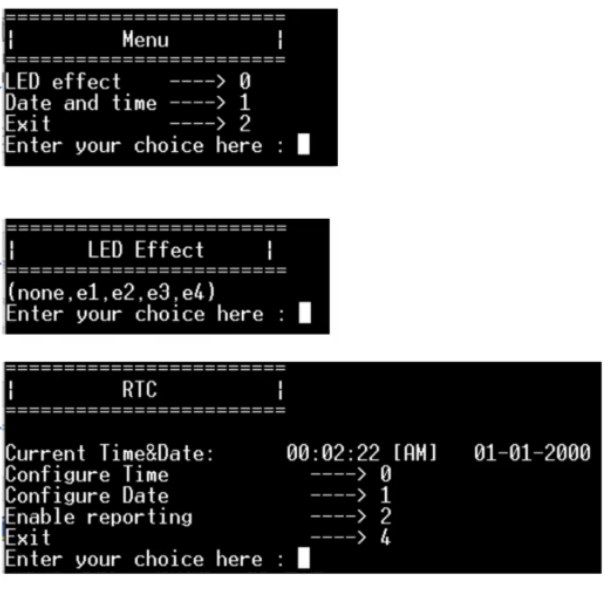 ========================
|         Menu         |
========================
LED effect    ----> 0
Date and time ----> 1
Exit          ----> 2
Enter your choice here :
========================
|      LED Effect     |
========================
(none,e1,e2,e3,e4)
Enter your choice here :
========================
|         RTC          |
========================
Current Time&Date:      00:02:22 [AM]   01-01-2000
Configure Time            ----> 0
Configure Date            ----> 1
Enable reporting          ----> 2
Exit                      ----> 4
Enter your choice here :